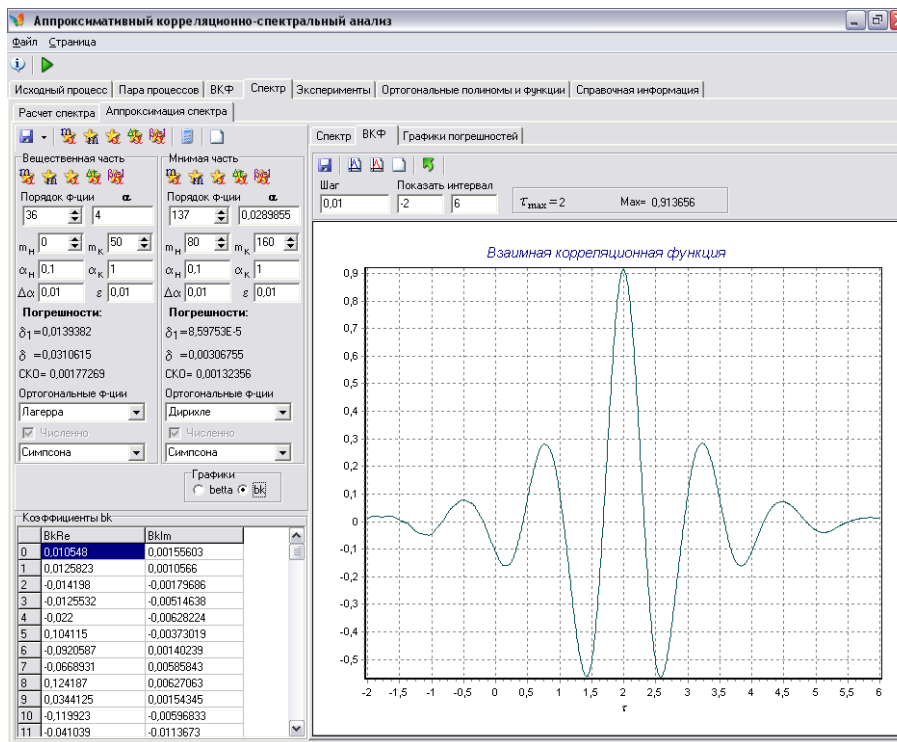 Аппроксимативный корреляционно-спектральный анализ
Файл Страница
Исходный процесс Пара процессов ВКФ Спектр Эксперименты Ортогональные полиномы и функции Справочная информация
Расчет спектра Аппроксимация спектра
Вещественная часть
Порядок ф-ции α
36 4
mН 0 mК 50
αН 0,1 αК 1
Δα 0,01 ε 0,01
Погрешности:
δ1=0,0139382
δ =0,0310615
СКО= 0,00177269
Ортогональные ф-ции
Лагерра
Численно
Симпсона
Мнимая часть
Порядок ф-ции α
137 0,0289855
mН 80 mК 160
αН 0,1 αК 1
Δα 0,01 ε 0,01
Погрешности:
δ1=8,59753E-5
δ =0,00306755
СКО= 0,00132356
Ортогональные ф-ции
Дирихле
Численно
Симпсона
Графики
betta bk
Коэффициенты bk
BkRe BkIm
0 0,010548 0,00155603
1 0,0125823 0,0010566
2 -0,014198 -0,00179686
3 -0,0125532 -0,00514638
4 -0,022 -0,00628224
5 0,104115 -0,00373019
6 -0,0920587 0,00140239
7 -0,0668931 0,00585843
8 0,124187 0,00627063
9 0,0344125 0,00154345
10 -0,119923 -0,00596833
11 -0,041039 -0,0113673
Спектр ВКФ Графики погрешностей
Шаг Показать интервал
0,01 -2 6
τmax = 2 Max= 0,913656
Взаимная корреляционная функция
0,9
0,8
0,7
0,6
0,5
0,4
0,3
0,2
0,1
0
-0,1
-0,2
-0,3
-0,4
-0,5
-2 -1,5 -1 -0,5 0 0,5 1 1,5 2 2,5 3 3,5 4 4,5 5 5,5 6
τ